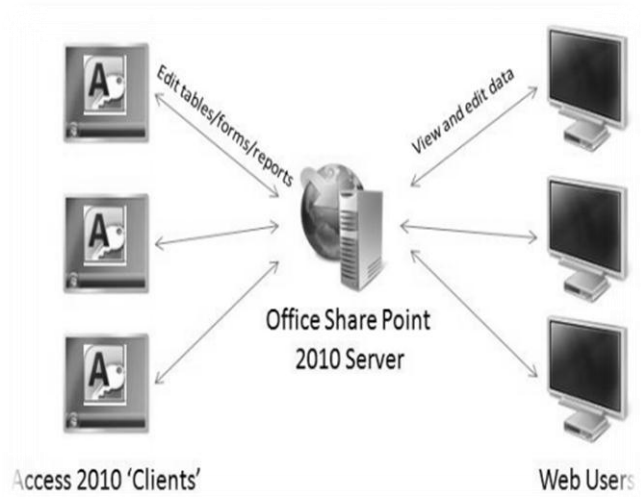 Edit tables/forms/reports
View and edit data
A
A
A
Office Share Point
2010 Server
Access 2010 'Clients'
Web Users